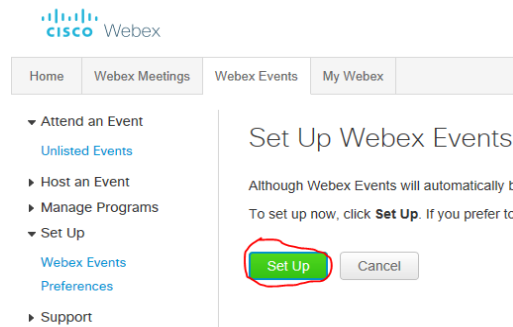 CISCO Webex
Home Webex Meetings Webex Events My Webex
Attend an Event
Unlisted Events
Host an Event
Manage Programs
Set Up
Webex Events
Preferences
Support
Set Up Webex Events
Although Webex Events will automatically
To set up now, click Set Up. If you prefer to
Set Up Cancel